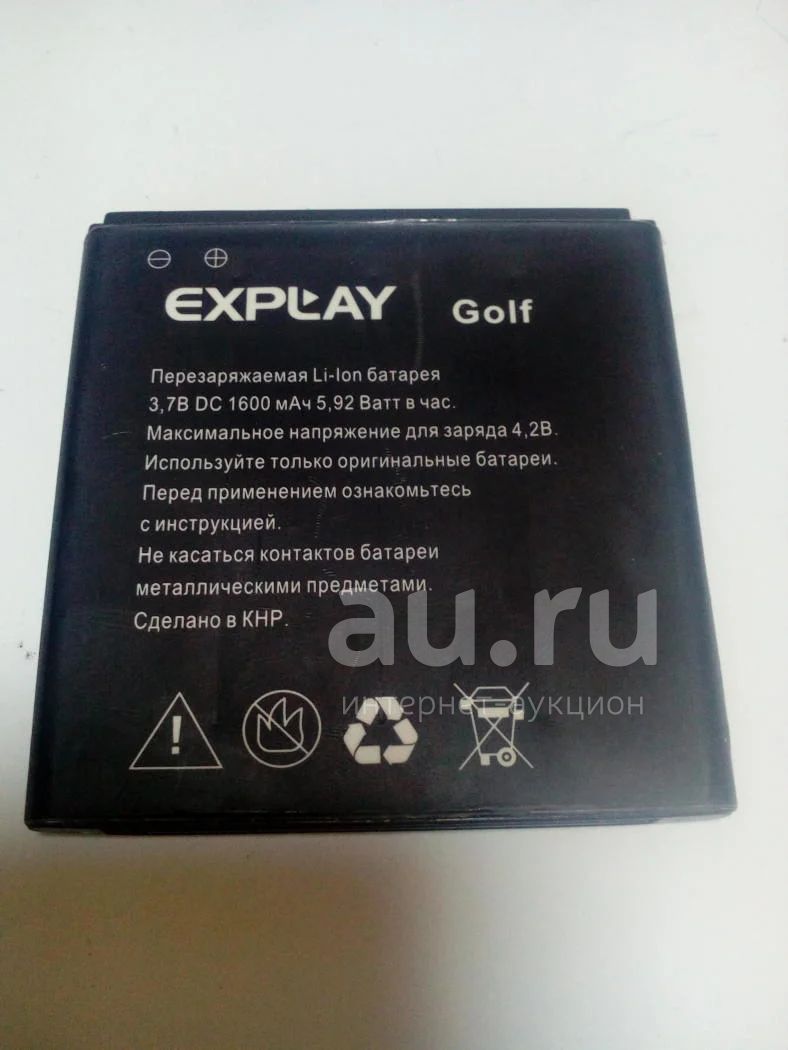 EXPLAY Golf
Перезаряжаемая Li-Ion батарея
3,7В DC 1600 мАч 5,92 Ватт в час.
Максимальное напряжение для заряда 4,2В.
Используйте только оригинальные батареи.
Перед применением ознакомьтесь
с инструкцией.
Не касаться контактов батареи
металлическими предметами.
Сделано в КНР.
au.ru
интернет-аукцион